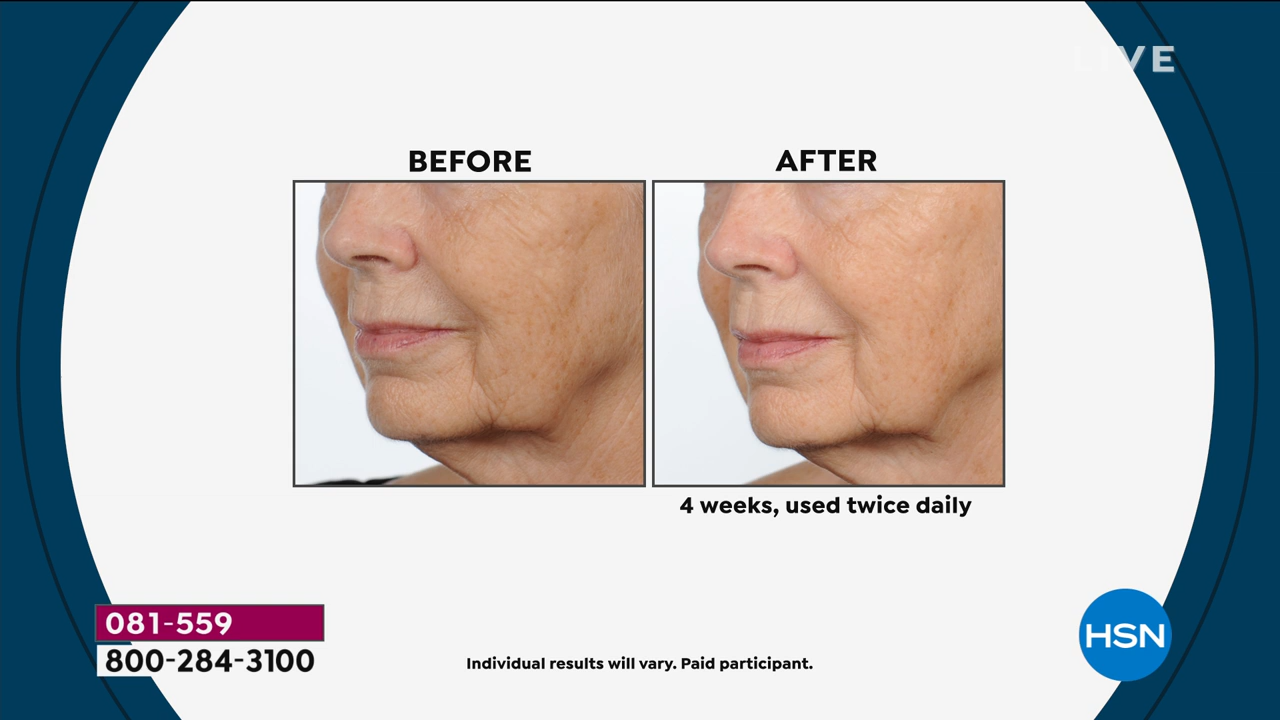 LIVE
BEFORE
AFTER
4 weeks, used twice daily
081-559
800-284-3100
Individual results will vary. Paid participant.
HSN